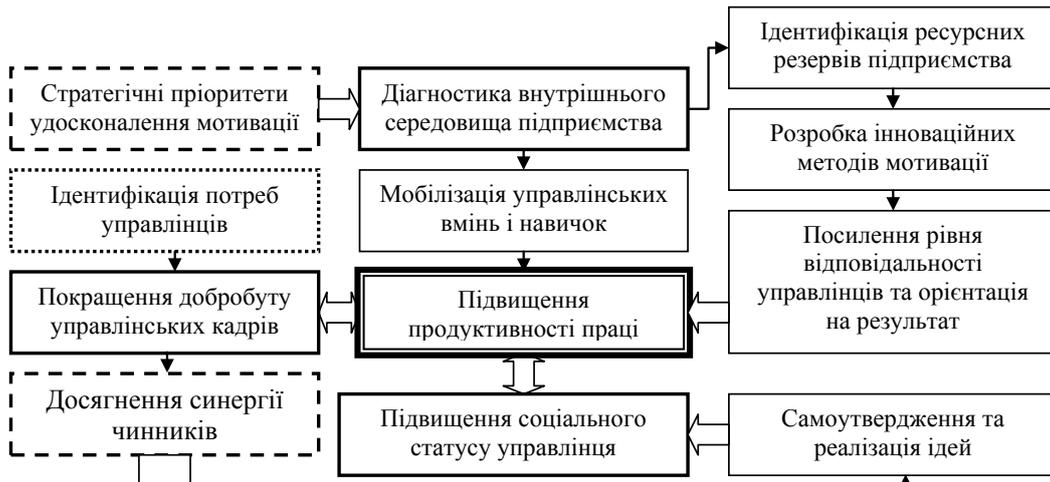 Стратегічні пріоритети
удосконалення мотивації
Діагностика внутрішнього
середовища підприємства
Ідентифікація ресурсних
резервів підприємства
Розробка інноваційних
методів мотивації
Ідентифікація потреб
управлінців
Мобілізація управлінських
вмінь і навичок
Посилення рівня
відповідальності
управлінців та орієнтація
на результат
Покращення добробуту
управлінських кадрів
Підвищення
продуктивності праці
Досягнення синергії
чинників
Підвищення соціального
статусу управлінця
Самоутвердження та
реалізація ідей